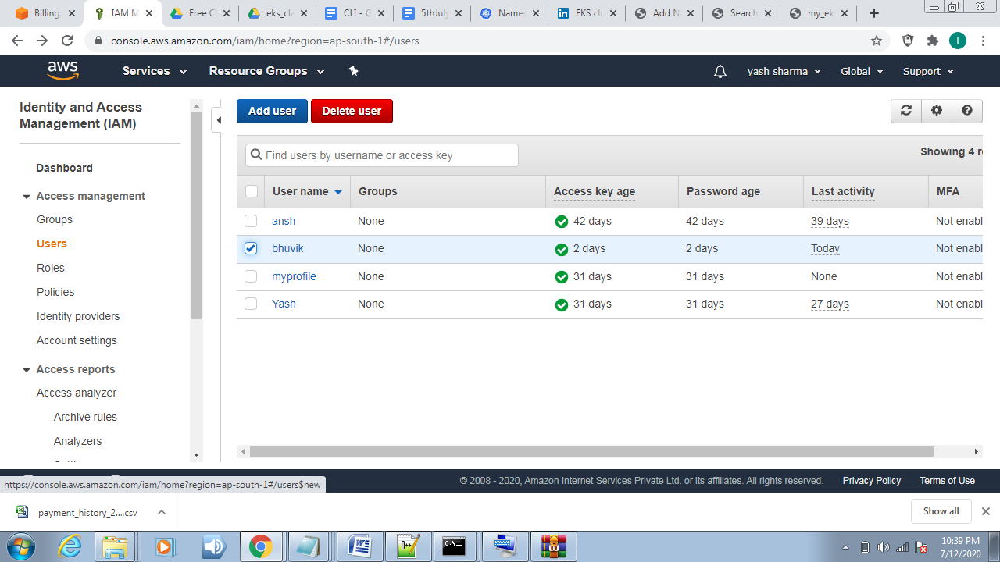 Billing
IAM M
Free C
eks_cla
CLI - G
5thJuly
Names
EKS clu
Add N
Search
my_ek
console.aws.amazon.com/iam/home?region=ap-south-1#/users
I
aws
Services
Resource Groups
yash sharma
Global
Support
Identity and Access
Management (IAM)
Dashboard
Access management
Groups
Users
Roles
Policies
Identity providers
Account settings
Access reports
Access analyzer
Archive rules
Analyzers
Add user
Delete user
Find users by username or access key
Showing 4 re
User name Groups Access key age Password age Last activity MFA
ansh None 42 days 42 days 39 days Not enabl
bhuvik None 2 days 2 days Today Not enabl
myprofile None 31 days 31 days None Not enabl
Yash None 31 days 31 days 27 days Not enabl
© 2008 - 2020, Amazon Internet Services Private Ltd. or its affiliates. All rights reserved. Privacy Policy Terms of Use
https://console.aws.amazon.com/iam/home?region=ap-south-1#/users$new
payment_history_2....csv
Show all
10:39 PM
7/12/2020